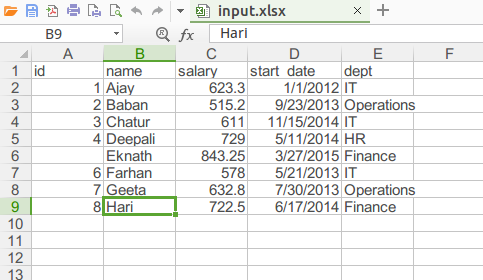 input.xlsx × +
B9 fx Hari
A B C D E F
1 id name salary start_date dept
2 1 Ajay 623.3 1/1/2012 IT
3 2 Baban 515.2 9/23/2013 Operations
4 3 Chatur 611 11/15/2014 IT
5 4 Deepali 729 5/11/2014 HR
6 Eknath 843.25 3/27/2015 Finance
7 6 Farhan 578 5/21/2013 IT
8 7 Geeta 632.8 7/30/2013 Operations
9 8 Hari 722.5 6/17/2014 Finance
10
11
12
13